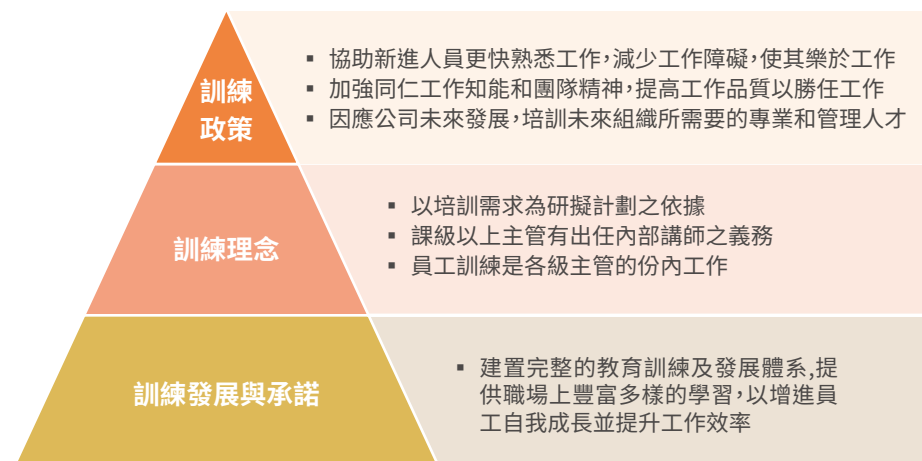 訓練
政策
▪ 協助新進人員更快熟悉工作，減少工作障礙，使其樂於工作
▪ 加強同仁工作知能和團隊精神，提高工作品質以勝任工作
▪ 因應公司未來發展，培訓未來組織所需要的專業和管理人才
訓練理念
▪ 以培訓需求為研擬計劃之依據
▪ 課級以上主管有出任內部講師之義務
▪ 員工訓練是各級主管的份內工作
訓練發展與承諾
▪ 建置完整的教育訓練及發展體系,提
供職場上豐富多樣的學習，以增進員
工自我成長並提升工作效率